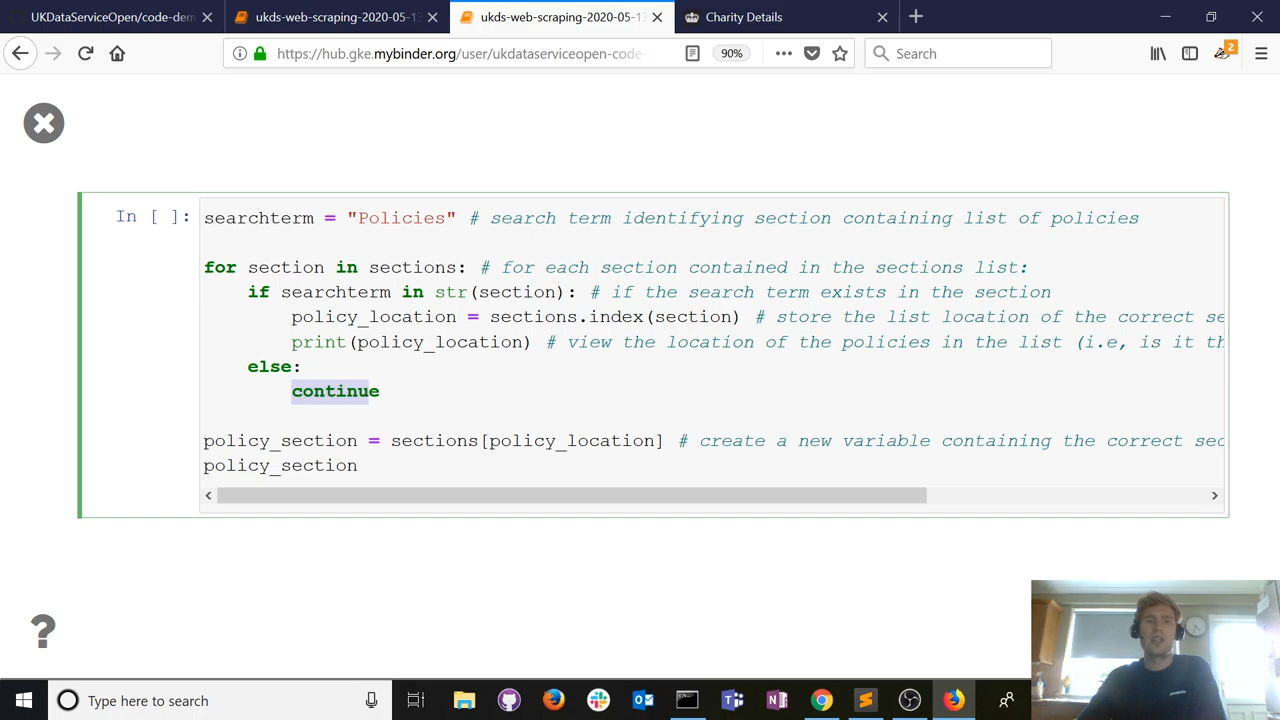 UKDataServiceOpen/code-dem
ukds-web-scraping-2020-05-13
ukds-web-scraping-2020-05-13
Charity Details
https://hub.gke.mybinder.org/user/ukdataserviceopen-code-
90%
Search
2
In [ ]:
searchterm = "Policies" # search term identifying section containing list of policies
for section in sections: # for each section contained in the sections list:
if searchterm in str(section): # if the search term exists in the section
policy_location = sections.index(section) # store the list location of the correct se
print(policy_location) # view the location of the policies in the list (i.e, is it th
else:
continue
policy_section = sections[policy_location] # create a new variable containing the correct sec
policy_section
?
Type here to search